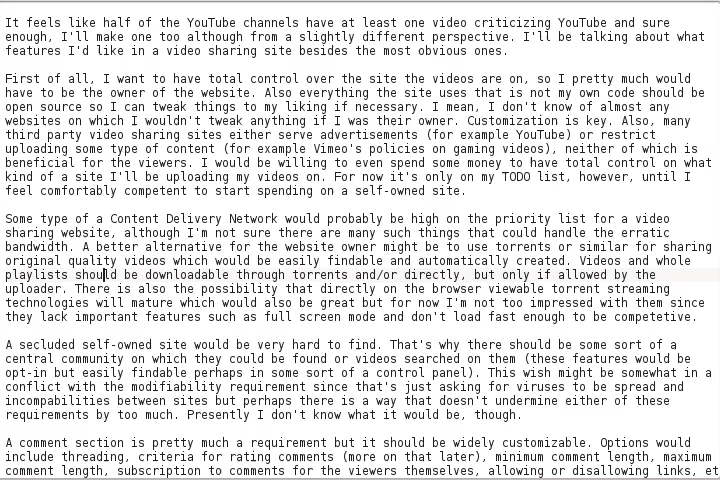 It feels like half of the YouTube channels have at least one video criticizing YouTube and sure
enough, I'll make one too although from a slightly different perspective. I'll be talking about what
features I'd like in a video sharing site besides the most obvious ones.
First of all, I want to have total control over the site the videos are on, so I pretty much would
have to be the owner of the website. Also everything the site uses that is not my own code should be
open source so I can tweak things to my liking if necessary. I mean, I don't know of almost any
websites on which I wouldn't tweak anything if I was their owner. Customization is key. Also, many
third party video sharing sites either serve advertisements (for example YouTube) or restrict
uploading some type of content (for example Vimeo's policies on gaming videos), neither of which is
beneficial for the viewers. I would be willing to even spend some money to have total control on what
kind of a site I'll be uploading my videos on. For now it's only on my TODO list, however, until I
feel comfortably competent to start spending on a self-owned site.
Some type of a Content Delivery Network would probably be high on the priority list for a video
sharing website, although I'm not sure there are many such things that could handle the erratic
bandwidth. A better alternative for the website owner might be to use torrents or similar for sharing
original quality videos which would be easily findable and automatically created. Videos and whole
playlists should be downloadable through torrents and/or directly, but only if allowed by the
uploader. There is also the possibility that directly on the browser viewable torrent streaming
technologies will mature which would also be great but for now I'm not too impressed with them since
they lack important features such as full screen mode and don't load fast enough to be competetive.
A secluded self-owned site would be very hard to find. That's why there should be some sort of a
central community on which they could be found or videos searched on them (these features would be
opt-in but easily findable perhaps in some sort of a control panel). This wish might be somewhat in a
conflict with the modifiability requirement since that's just asking for viruses to be spread and
incompabilities between sites but perhaps there is a way that doesn't undermine either of these
requirements by too much. Presently I don't know what it would be, though.
A comment section is pretty much a requirement but it should be widely customizable. Options would
include threading, criteria for rating comments (more on that later), minimum comment length, maximum
comment length, subscription to comments for the viewers themselves, allowing or disallowing links, et